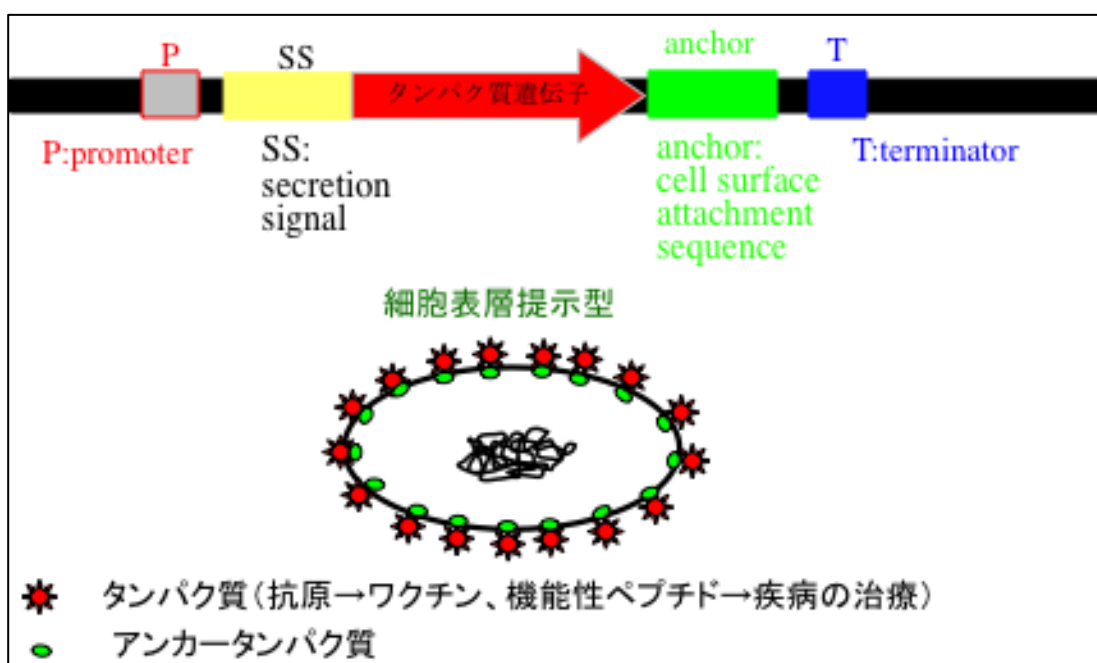 P
SS
anchor
T
タンパク質遺伝子
P:promoter
SS:
secretion
signal
anchor:
cell surface
attachment
sequence
T:terminator
細胞表層提示型
タンパク質（抗原→ワクチン、機能性ペプチド→疾病の治療）
アンカータンパク質